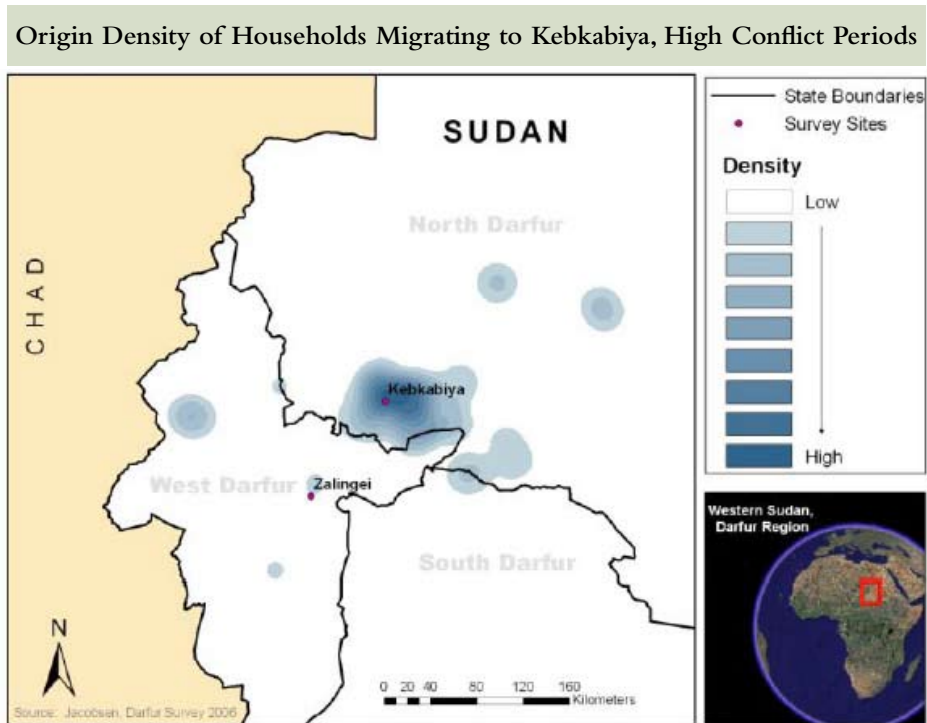 Origin Density of Households Migrating to Kebkabiya, High Conflict Periods
SUDAN
North Darfur
CHAD
Kebkabiya
West Darfur
Zalingei
South Darfur
N
0 20 40 80 120 160
Kilometers
Source: Jacobsen, Darfur Survey 2006
State Boundaries
Survey Sites
Density
Low
High
Western Sudan,
Darfur Region